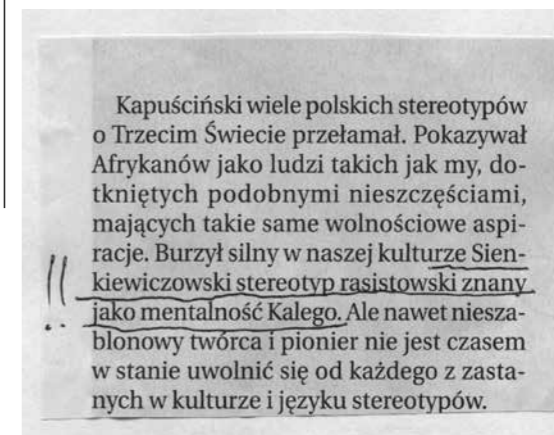 Kapuściński wiele polskich stereotypów
o Trzecim Świecie przełamał. Pokazywał
Afrykanów jako ludzi takich jak my, do-
tkniętych podobnymi nieszczęściami,
mających takie same wolnościowe aspi-
racje. Burzył silny w naszej kulturze Sien-
kiewiczowski stereotyp rasistowski znany
jako mentalność Kalego. Ale nawet niesza-
blonowy twórca i pionier nie jest czasem
w stanie uwolnić się od każdego z zasta-
nych w kulturze i języku stereotypów.
!!